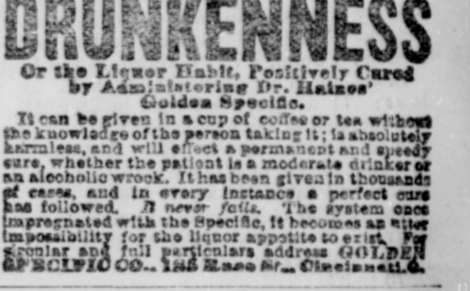 DRUNKENNESS
Or the Liquor Habit, Positively Cured
by Administering Dr. Haines'
Golden Specific.
It can be given in a cup of coffee or tea without
the knowledge of the person taking it; is absolutely
harmless, and will effect a permanent and speedy
cure, whether the patient is a moderate drinker or
an alcoholic wreck. It has been given in thousands
of cases, and in every instance a perfect cure
has followed. It never fails. The system once
impregnated with the Specific, it becomes an utter
impossibility for the liquor appetite to exist. For
circular and full particulars address GOLDEN
SPECIFIC CO., 185 Race St., Cincinnati, O.